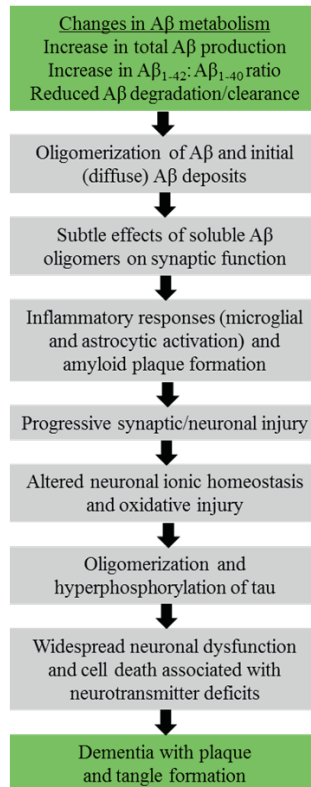 Changes in Aβ metabolism
Increase in total Aβ production
Increase in Aβ₁₋₄₂: Aβ₁₋₄₀ ratio
Reduced Aβ degradation/clearance
Oligomerization of Aβ and initial
(diffuse) Aβ deposits
Subtle effects of soluble Aβ
oligomers on synaptic function
Inflammatory responses (microglial
and astrocytic activation) and
amyloid plaque formation
Progressive synaptic/neuronal injury
Altered neuronal ionic homeostasis
and oxidative injury
Oligomerization and
hyperphosphorylation of tau
Widespread neuronal dysfunction
and cell death associated with
neurotransmitter deficits
Dementia with plaque
and tangle formation